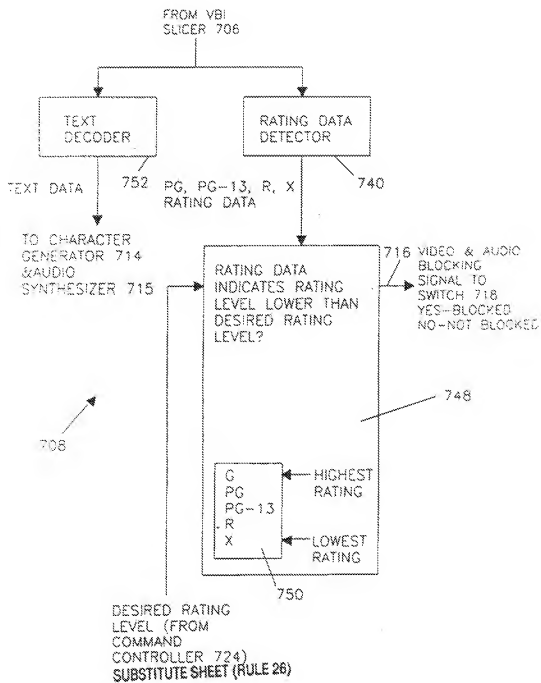 FROM VBI
SLICER 706
TEXT
DECODER
RATING DATA
DETECTOR
752
740
TEXT DATA
PG, PG-13, R, X
RATING DATA
TO CHARACTER
GENERATOR 714
&AUDIO
SYNTHESIZER 715
RATING DATA
INDICATES RATING
LEVEL LOWER THAN
DESIRED RATING
LEVEL?
716
VIDEO & AUDIO
BLOCKING
SIGNAL TO
SWITCH 718
YES-BLOCKED
NO-NOT BLOCKED
748
708
G
PG
PG-13
R
X
HIGHEST
RATING
LOWEST
RATING
750
DESIRED RATING
LEVEL (FROM
COMMAND
CONTROLLER 724)
SUBSTITUTE SHEET (RULE 26)